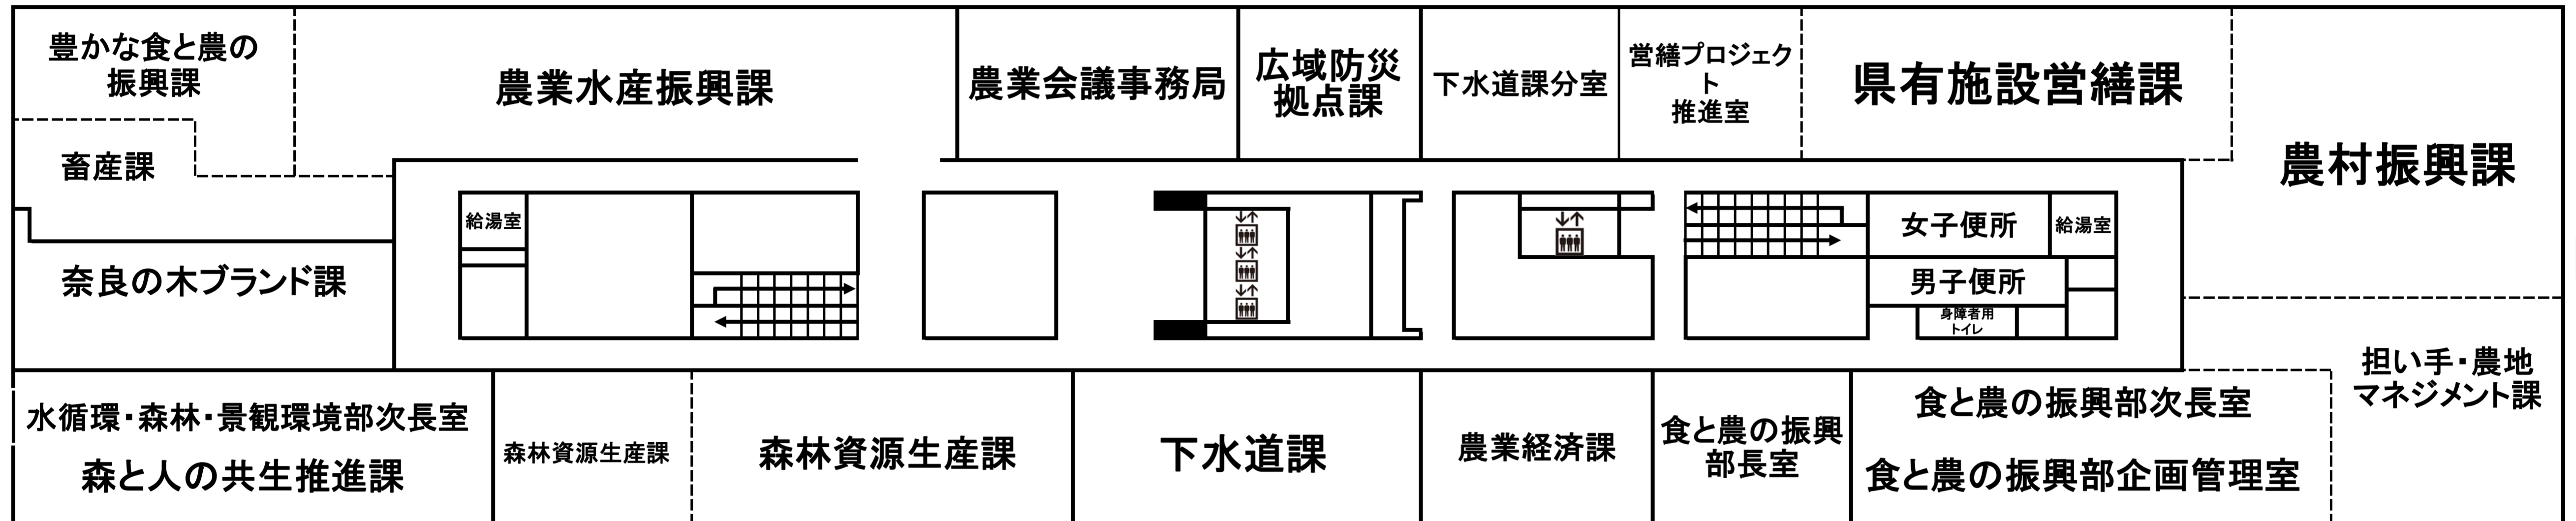 豊かな食と農の
振興課
農業水産振興課
農業会議事務局
広域防災
拠点課
下水道課分室
営繕プロジェク
ト
推進室
県有施設営繕課
農村振興課
畜産課
奈良の木ブランド課
給湯室
女子便所
給湯室
男子便所
身障者用
トイレ
担い手・農地
マネジメント課
水循環・森林・景観環境部次長室
森と人の共生推進課
森林資源生産課
森林資源生産課
下水道課
農業経済課
食と農の振興
部長室
食と農の振興部次長室
食と農の振興部企画管理室